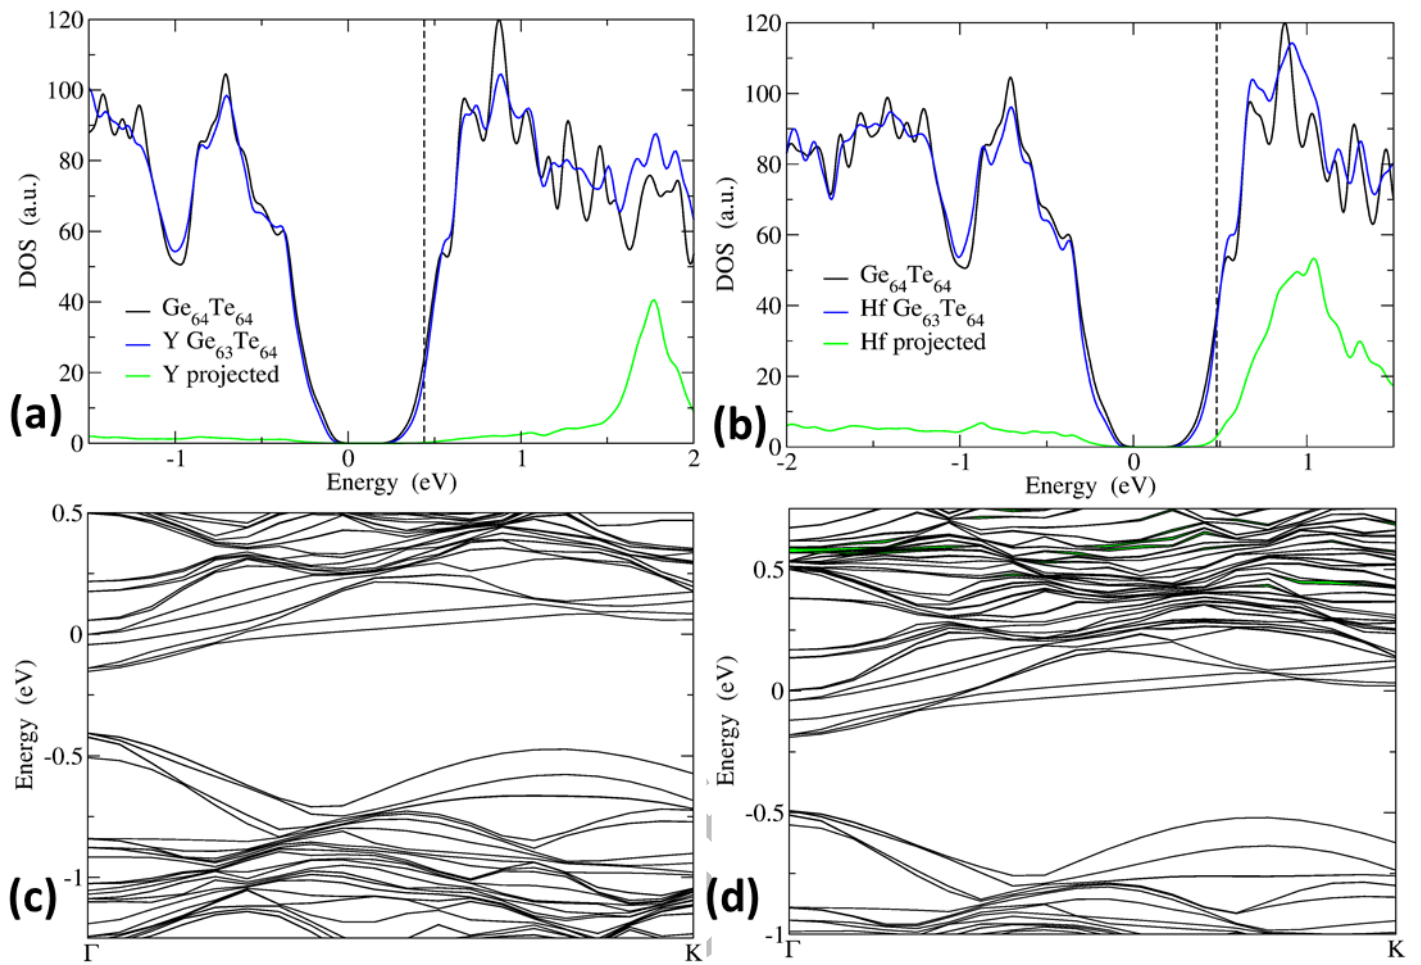 120
100
80
60
40
20
0
DOS (a.u.)
Ge64Te64
Y Ge63Te64
Y projected
(a)
-1
0
1
2
Energy (eV)
120
100
80
60
40
20
0
DOS (a.u.)
Ge64Te64
Hf Ge63Te64
Hf projected
(b)
-2
-1
0
1
Energy (eV)
0.5
0
-0.5
-1
Energy (eV)
(c)
Γ
K
0.5
0
-0.5
-1
Energy (eV)
(d)
Γ
K